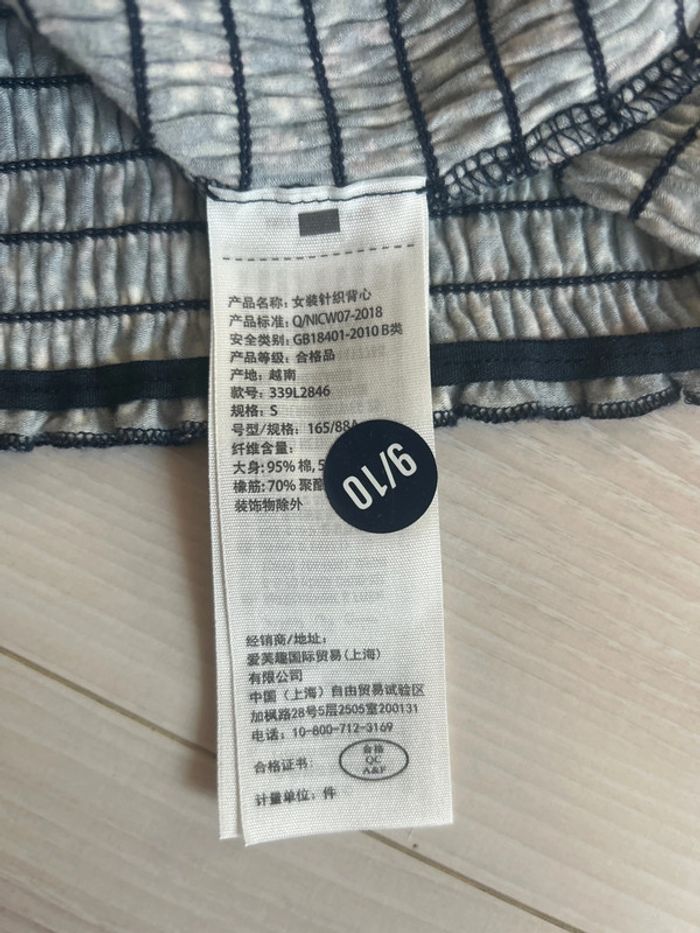 产品名称: 女装针织背心
产品标准: Q/NICW07-2018
安全类别: GB18401-2010 B类
产品等级: 合格品
产地: 越南
款号: 339L2846
规格: S
号型/规格: 165/88A
纤维含量:
大身: 95% 棉, 5
橡筋: 70% 聚酯
装饰物除外
9/10
经销商/地址:
爱芙趣国际贸易(上海)
有限公司
中国（上海）自由贸易试验区
加枫路28号5层2505室200131
电话: 10-800-712-3169
合格证书:
合格
QC
A&F
计量单位: 件